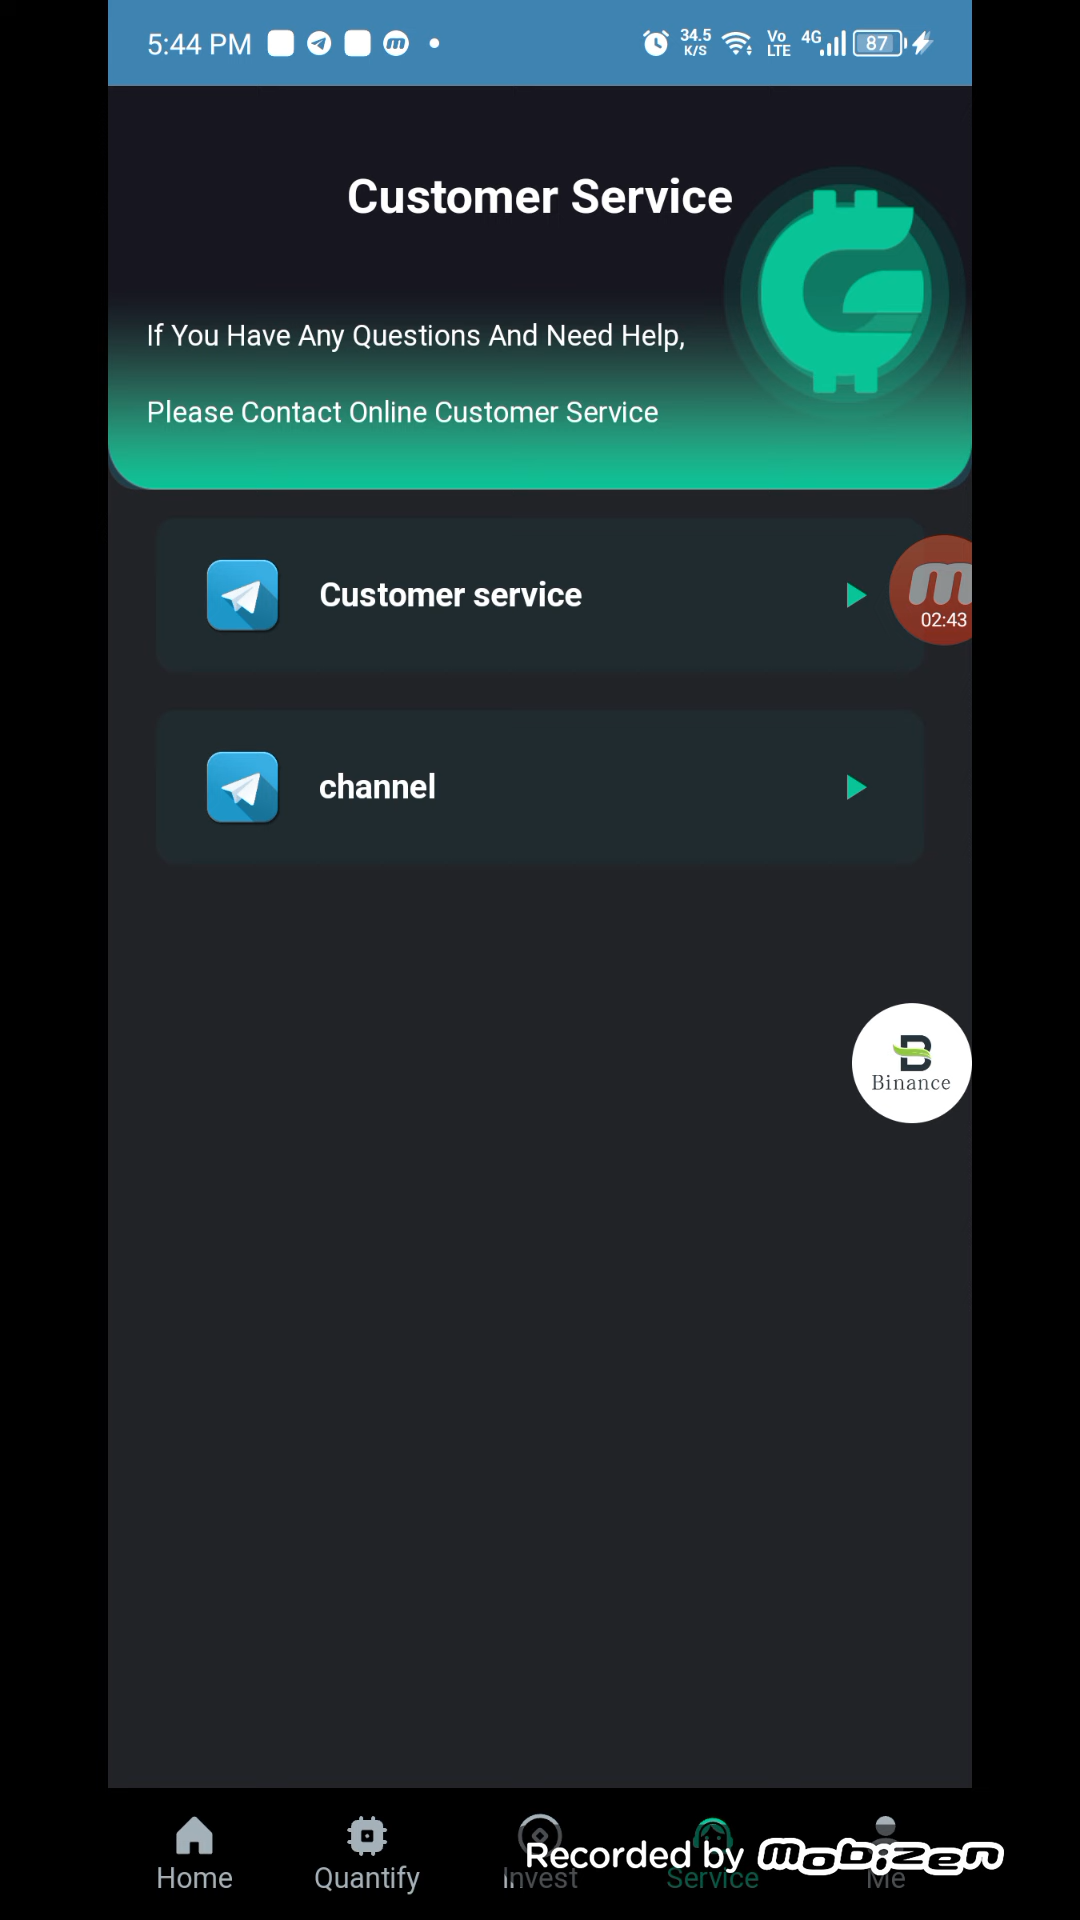 5:44 PM
34.5
K/S
Vo
LTE
4G
87
Customer Service
If You Have Any Questions And Need Help,
Please Contact Online Customer Service
Customer service
02:43
channel
Binance
Recorded by mobizen
Home
Quantify
Invest
Service
Me